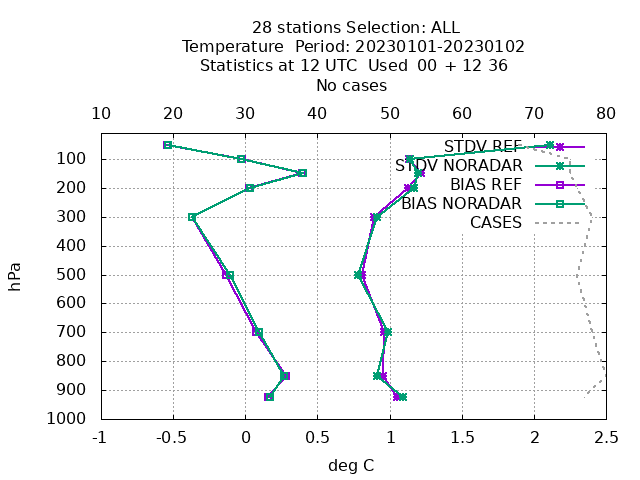 28 stations Selection: ALL
Temperature  Period: 20230101-20230102
Statistics at 12 UTC  Used  00 + 12 36
No cases
10 20 30 40 50 60 70 80
STDV REF
STDV NORADAR
BIAS REF
BIAS NORADAR
CASES
100
200
300
400
500
600
700
800
900
1000
hPa
-1 -0.5 0 0.5 1 1.5 2 2.5
deg C